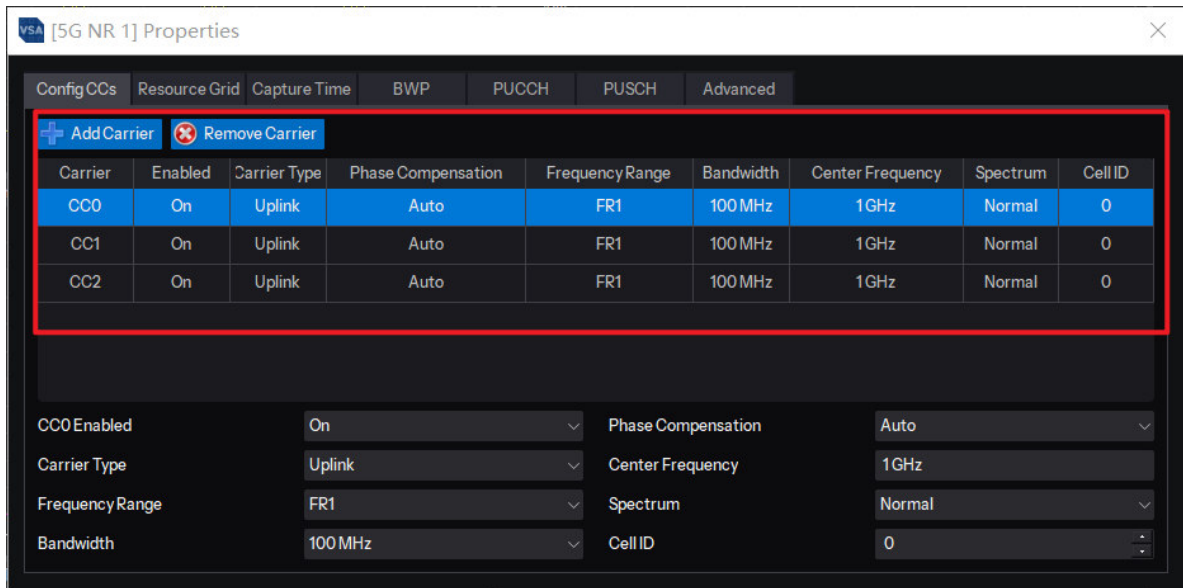 VSA [5G NR 1] Properties
Config CCs Resource Grid Capture Time BWP PUCCH PUSCH Advanced
Add Carrier Remove Carrier
Carrier Enabled Carrier Type Phase Compensation Frequency Range Bandwidth Center Frequency Spectrum Cell ID
CC0 On Uplink Auto FR1 100 MHz 1 GHz Normal 0
CC1 On Uplink Auto FR1 100 MHz 1 GHz Normal 0
CC2 On Uplink Auto FR1 100 MHz 1 GHz Normal 0
CC0 Enabled On Phase Compensation Auto
Carrier Type Uplink Center Frequency 1 GHz
Frequency Range FR1 Spectrum Normal
Bandwidth 100 MHz Cell ID 0